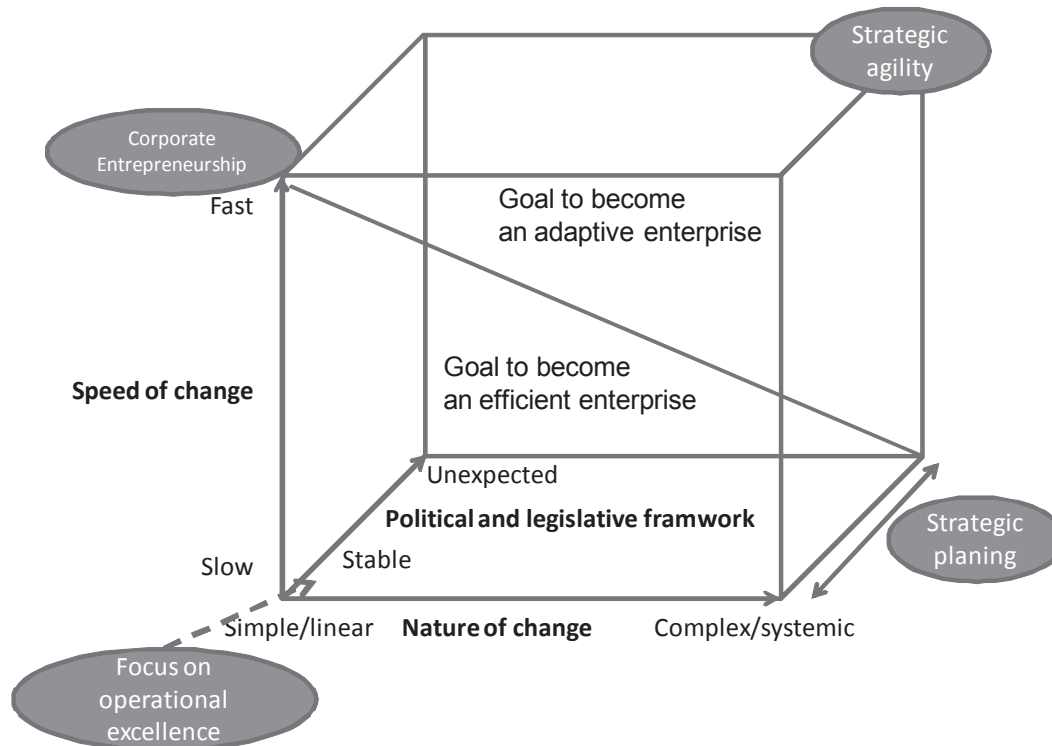 Strategic
agility
Corporate
Entrepreneurship
Fast
Goal to become
an adaptive enterprise
Goal to become
an efficient enterprise
Speed of change
Unexpected
Political and legislative framwork
Strategic
planing
Stable
Slow
Simple/linear
Nature of change
Complex/systemic
Focus on
operational
excellence